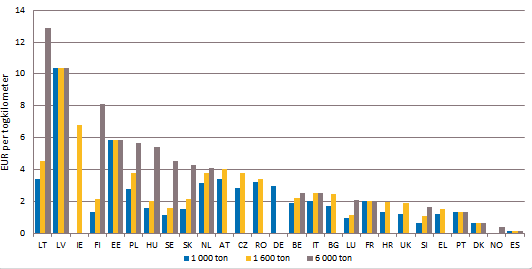 EUR per togkilometer
14
12
10
8
6
4
2
0
LT LV IE FI EE PL HU SE SK NL AT CZ RO DE BE IT BG LU FR HR UK SI EL PT DK NO ES
1 000 ton 1 600 ton 6 000 ton